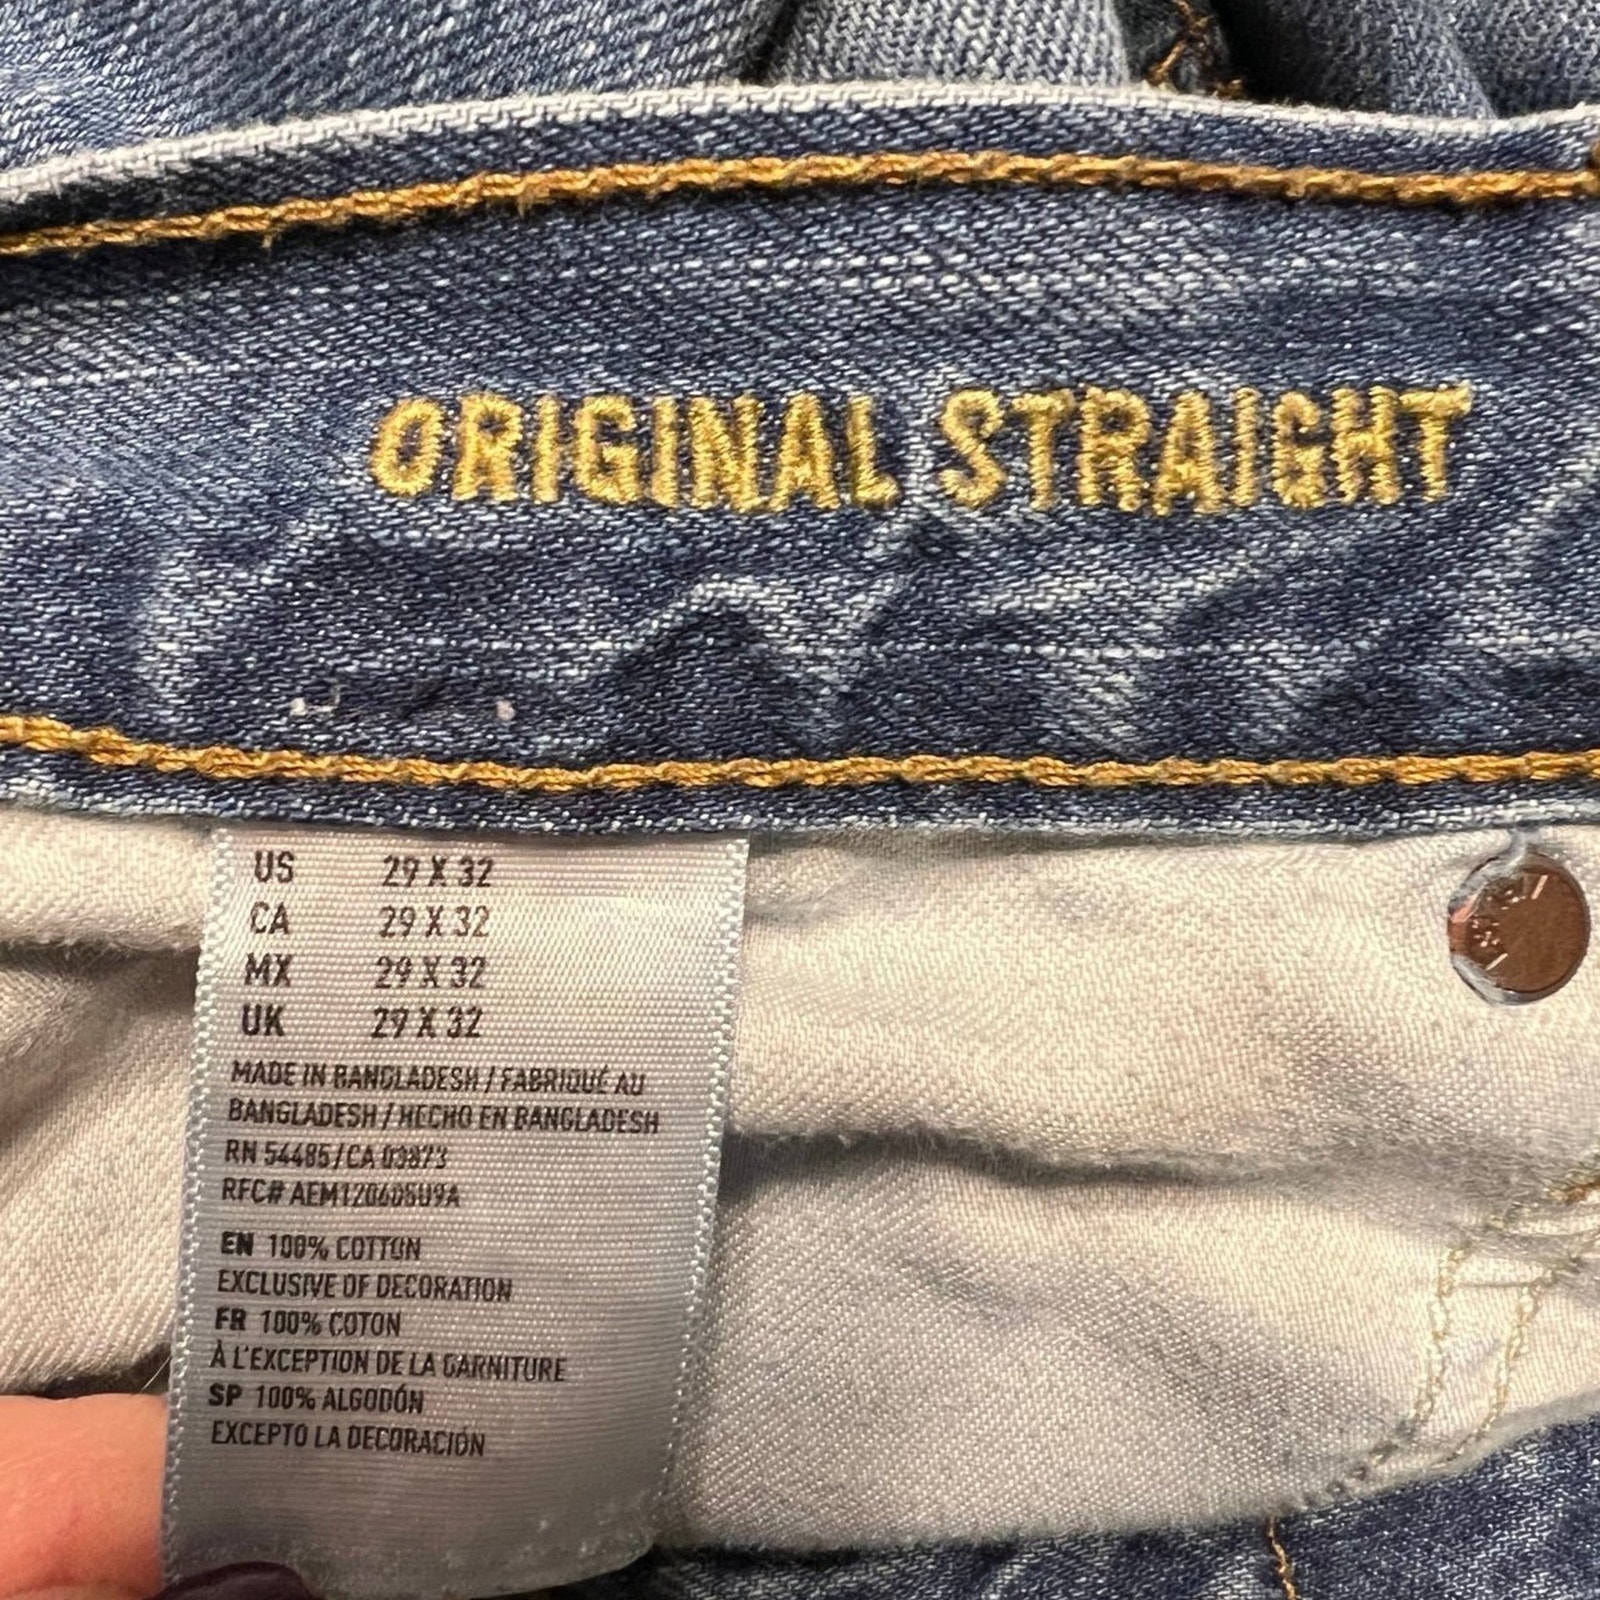 ORIGINAL STRAIGHT
US 29 X 32
CA 29 X 32
MX 29 X 32
UK 29 X 32
MADE IN BANGLADESH / FABRIQUÉ AU
BANGLADESH / HECHO EN BANGLADESH
RN 54485/CA 03873
RFC# AEM120605U9A
EN 100% COTTON
EXCLUSIVE OF DECORATION
FR 100% COTON
À L'EXCEPTION DE LA GARNITURE
SP 100% ALGODÓN
EXCEPTO LA DECORACIÓN